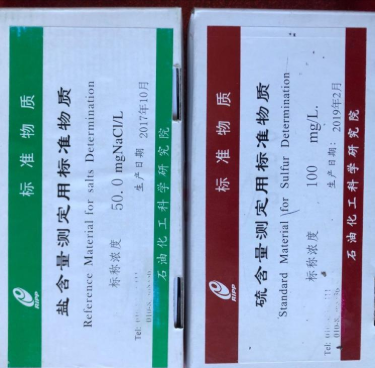 标准物质
盐含量测定用标准物质
Reference Material for salts Determination
标称浓度 50.0 mgNaCl/L
生产日期 2017年10月
Tel:
石油化工科学研究院
RIPP
标准物质
硫含量测定用标准物质
Standard Material for Sulfur Determination
标称浓度 100 mg/L.
生产日期: 2019年2月
Tel:
石油化工科学研究院
RIPP